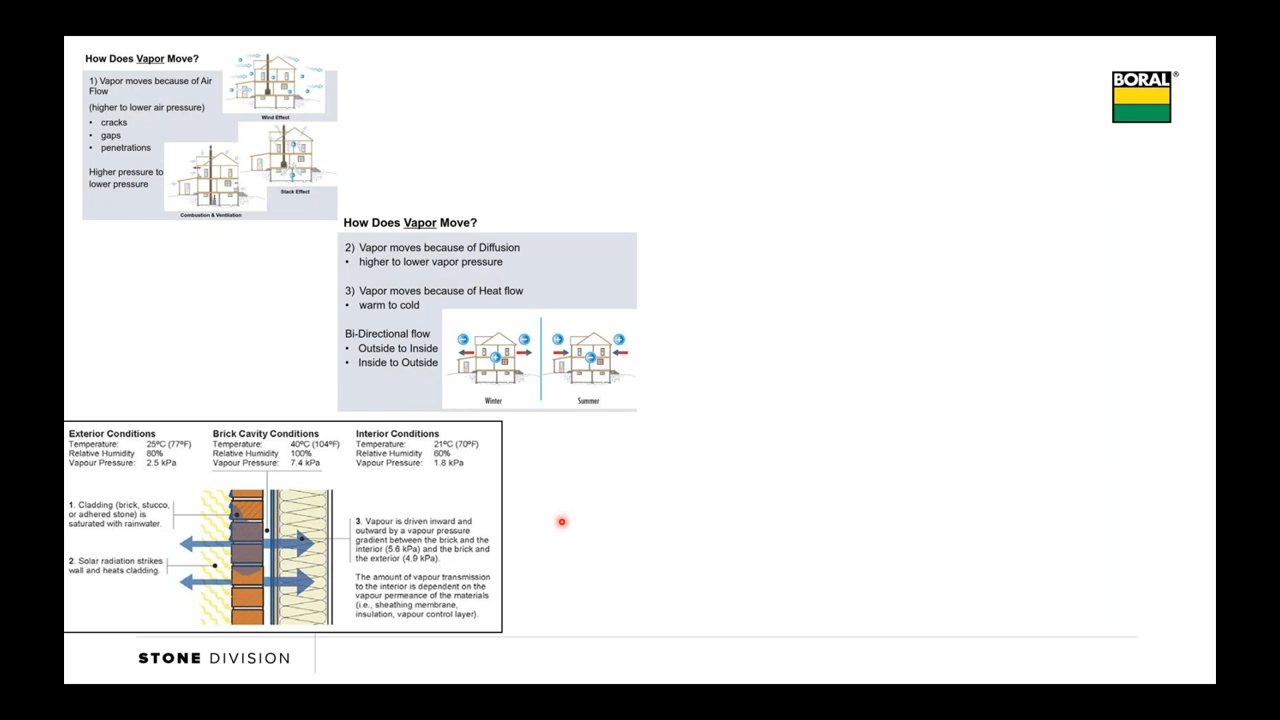 How Does Vapor Move?
1) Vapor moves because of Air
Flow
(higher to lower air pressure)
• cracks
• gaps
• penetrations
Higher pressure to
lower pressure
Wind Effect
Stack Effect
Combustion & Ventilation
BORAL®
How Does Vapor Move?
2) Vapor moves because of Diffusion
• higher to lower vapor pressure
3) Vapor moves because of Heat flow
• warm to cold
Bi-Directional flow
• Outside to Inside
• Inside to Outside
Winter
Summer
Exterior Conditions
Temperature: 25ºC (77ºF)
Relative Humidity 80%
Vapour Pressure: 2.5 kPa
Brick Cavity Conditions
Temperature: 40ºC (104ºF)
Relative Humidity 100%
Vapour Pressure: 7.4 kPa
Interior Conditions
Temperature: 21ºC (70ºF)
Relative Humidity 60%
Vapour Pressure: 1.8 kPa
1. Cladding (brick, stucco,
or adhered stone) is
saturated with rainwater.
2. Solar radiation strikes
wall and heats cladding.
3. Vapour is driven inward and
outward by a vapour pressure
gradient between the brick and the
interior (5.6 kPa) and the brick and
the exterior (4.9 kPa).
The amount of vapour transmission
to the interior is dependent on the
vapour permeance of the materials
(i.e., sheathing membrane,
insulation, vapour control layer).
STONE DIVISION